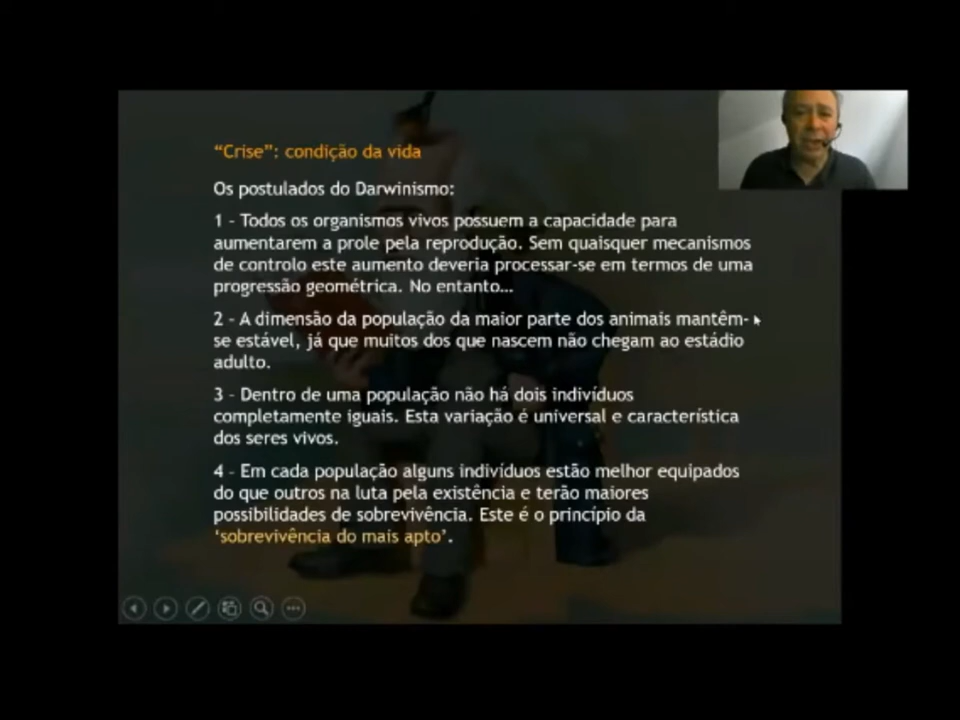 “Crise”: condição da vida
Os postulados do Darwinismo:
1 - Todos os organismos vivos possuem a capacidade para
aumentarem a prole pela reprodução. Sem quaisquer mecanismos
de controlo este aumento deveria processar-se em termos de uma
progressão geométrica. No entanto...
2 - A dimensão da população da maior parte dos animais mantêm-
se estável, já que muitos dos que nascem não chegam ao estádio
adulto.
3 - Dentro de uma população não há dois indivíduos
completamente iguais. Esta variação é universal e característica
dos seres vivos.
4 - Em cada população alguns indivíduos estão melhor equipados
do que outros na luta pela existência e terão maiores
possibilidades de sobrevivência. Este é o princípio da
‘sobrevivência do mais apto’.